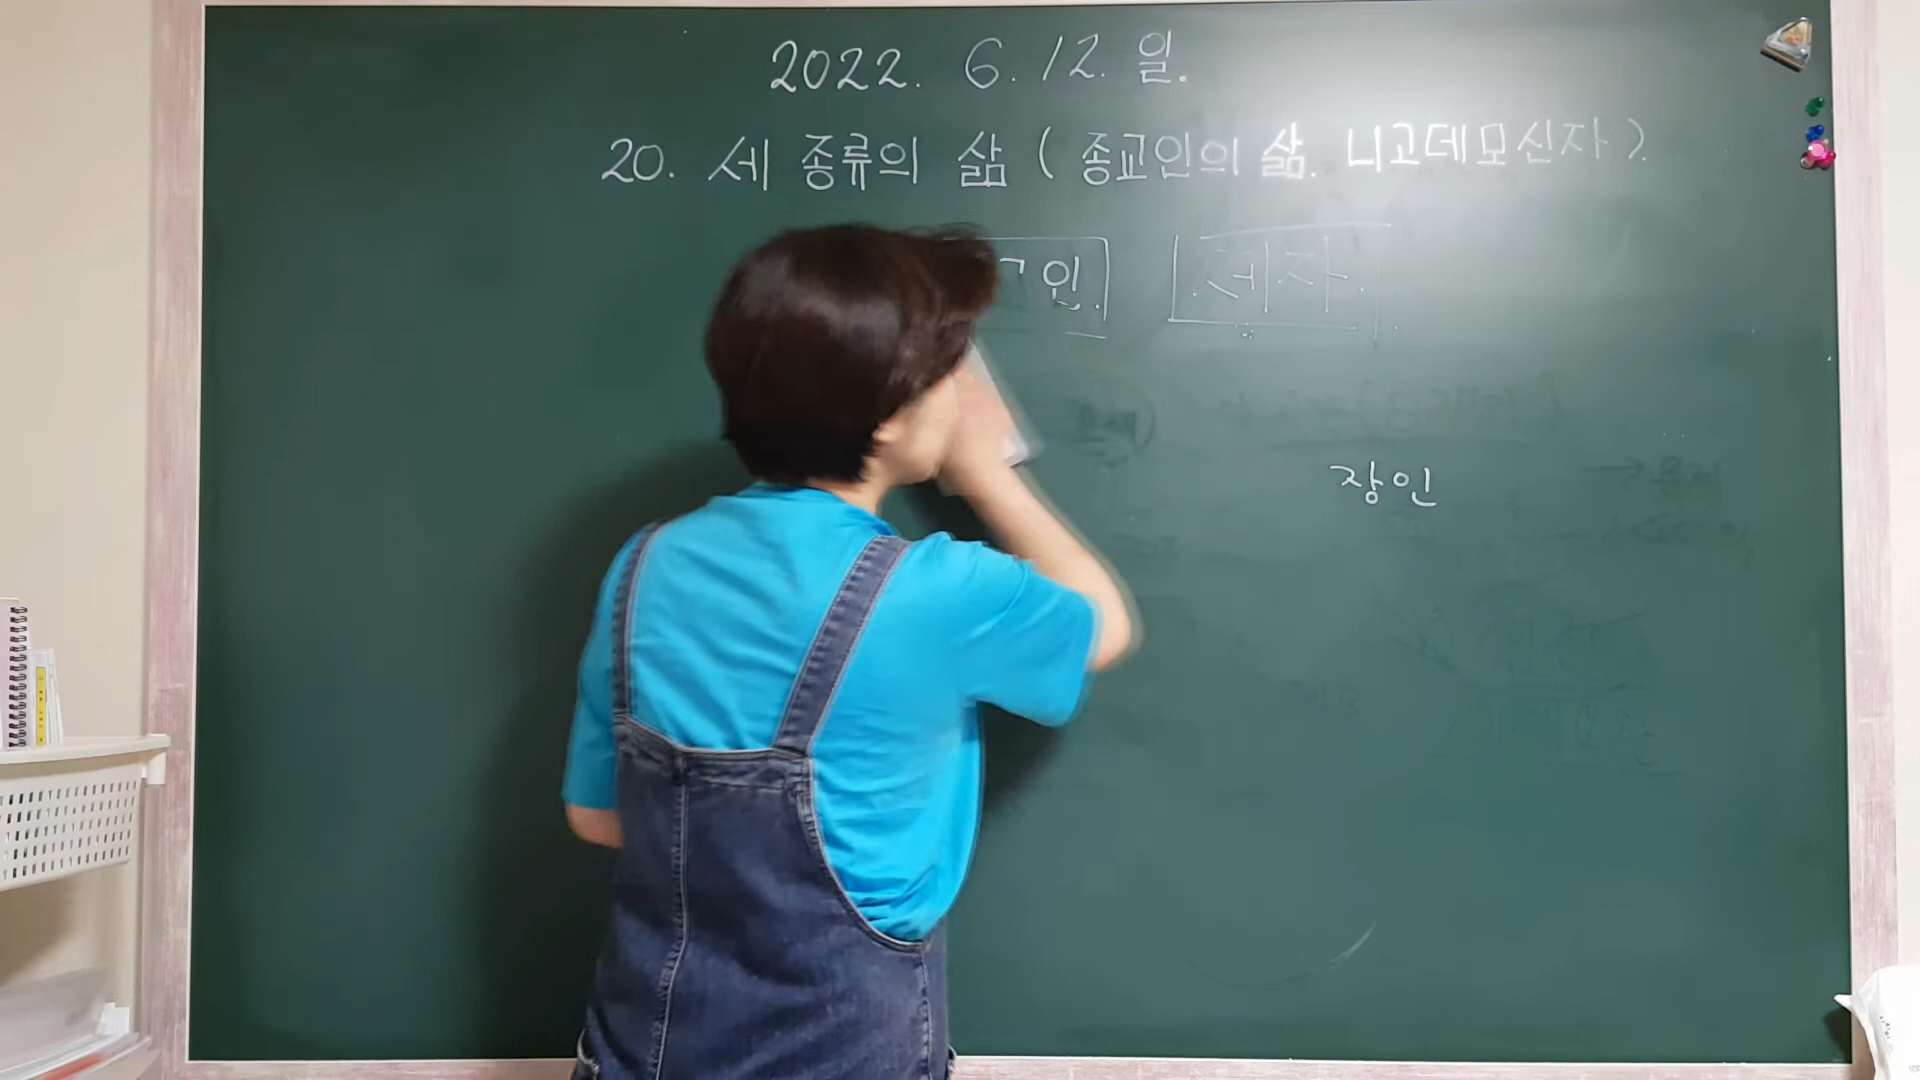 2022. 6. 12. 일.
20. 세 종류의 삶 ( 종교인의 삶. 니고데모신자 ).
인. 제자.
장인